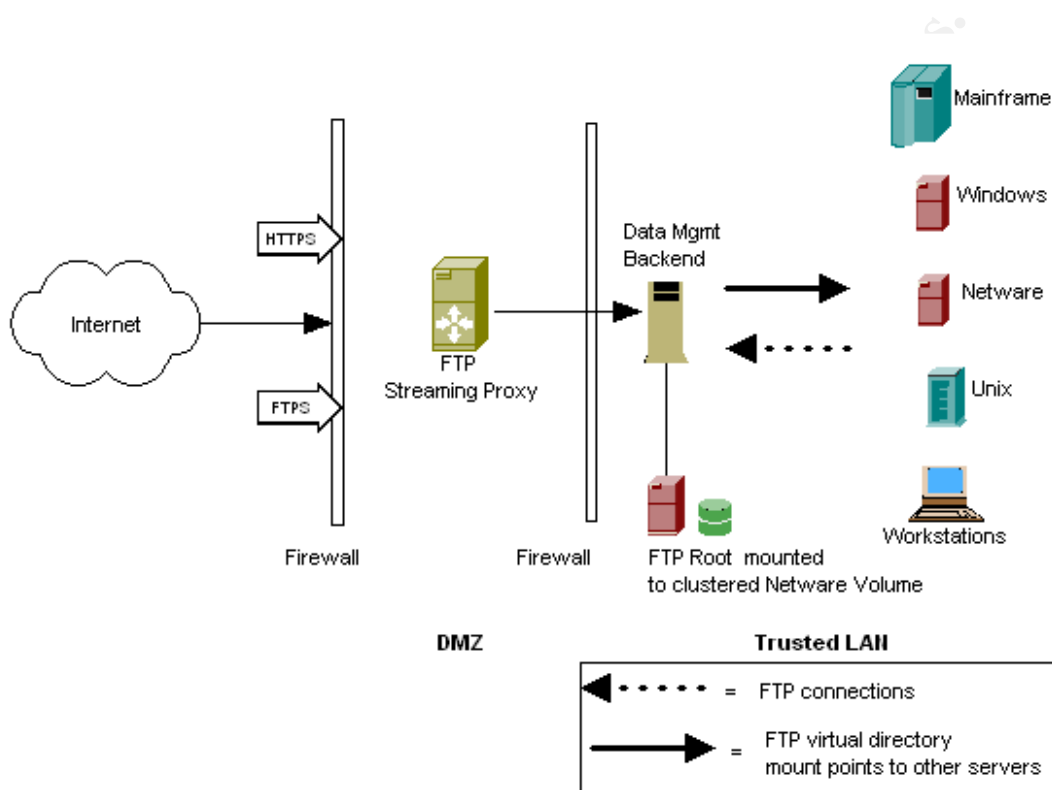 Mainframe
Windows
HTTPS
Data Mgmt
Backend
Internet
Netware
FTP
Streaming Proxy
FTPS
Unix
Workstations
Firewall
Firewall
FTP Root mounted
to clustered Netware Volume
DMZ
Trusted LAN
= FTP connections
= FTP virtual directory
mount points to other servers